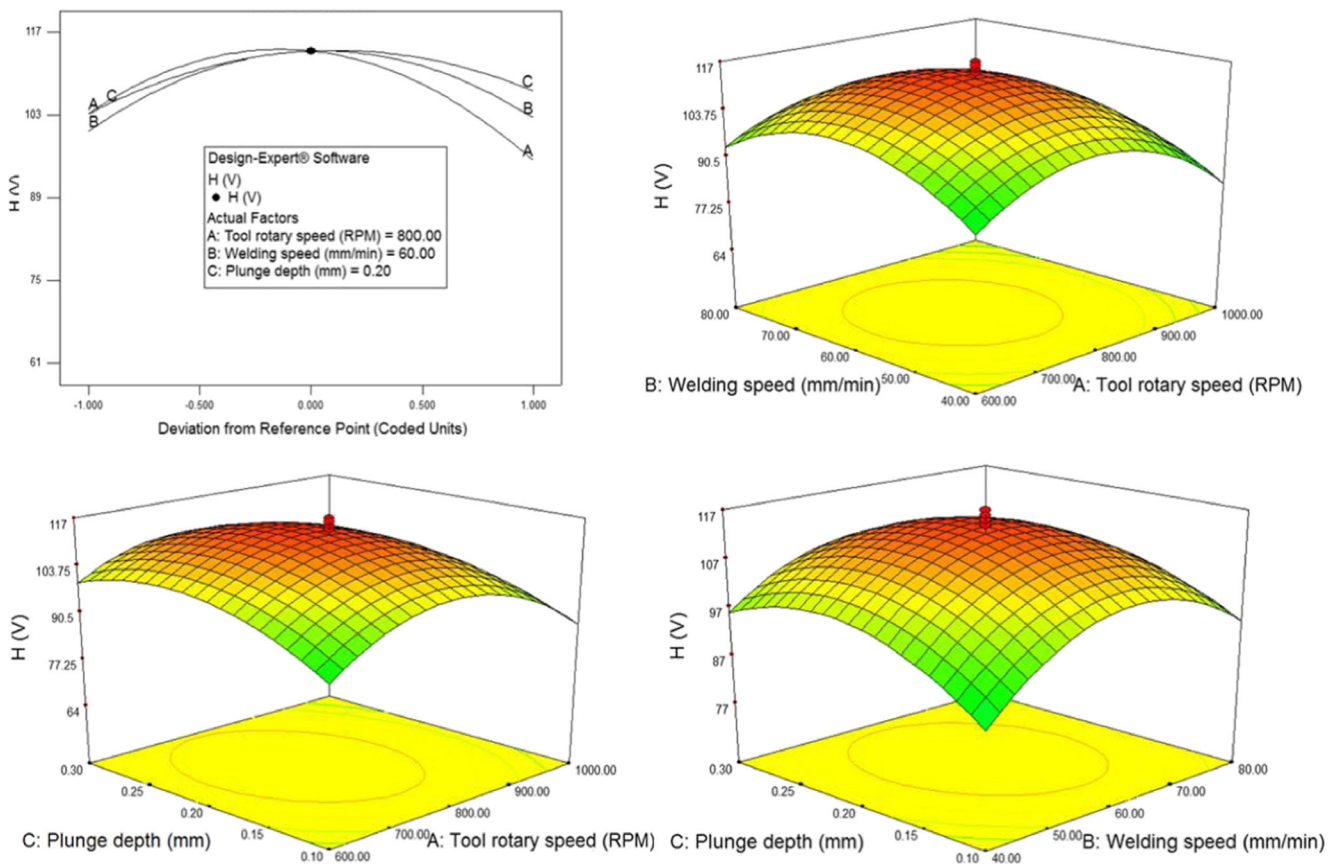 117
103
89
75
61
H (V)
A C
B
C
B
A
Design-Expert® Software
H (V)
● H (V)
Actual Factors
A: Tool rotary speed (RPM) = 800.00
B: Welding speed (mm/min) = 60.00
C: Plunge depth (mm) = 0.20
-1.000 -0.500 0.000 0.500 1.000
Deviation from Reference Point (Coded Units)
117
103.75
90.5
77.25
64
H (V)
80.00 70.00 60.00 50.00 40.00
600.00 700.00 800.00 900.00 1000.00
B: Welding speed (mm/min) A: Tool rotary speed (RPM)
117
103.75
90.5
77.25
64
H (V)
0.30 0.25 0.20 0.15 0.10
600.00 700.00 800.00 900.00 1000.00
C: Plunge depth (mm) A: Tool rotary speed (RPM)
117
107
97
87
77
H (V)
0.30 0.25 0.20 0.15 0.10
40.00 50.00 60.00 70.00 80.00
C: Plunge depth (mm) B: Welding speed (mm/min)